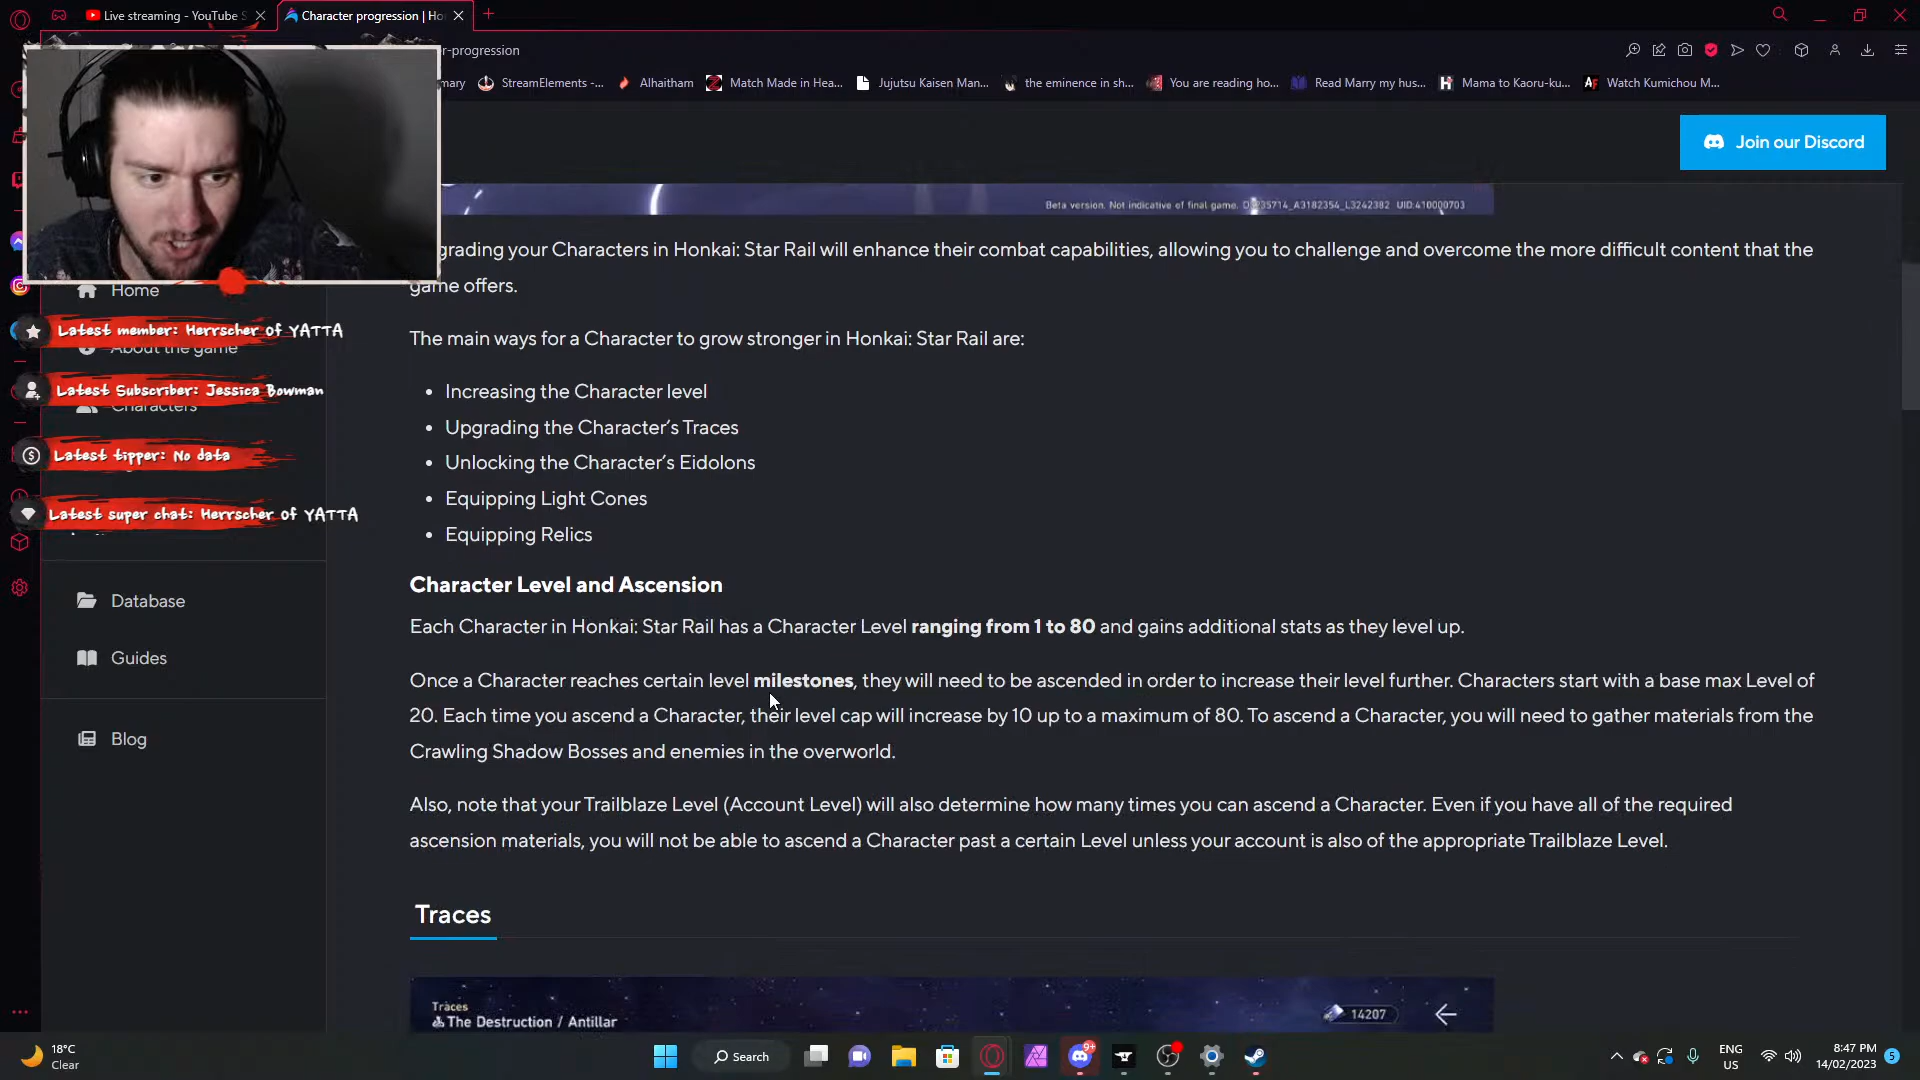 Live streaming - YouTube S
Character progression | Ho
r-progression
mary
StreamElements -...
Alhaitham
Match Made in Hea...
Jujutsu Kaisen Man...
the eminence in sh...
You are reading ho...
Read Marry my hus...
Mama to Kaoru-ku...
Watch Kumichou M...
Join our Discord
Beta version. Not indicative of final game.
UID:410000703
grading your Characters in Honkai: Star Rail will enhance their combat capabilities, allowing you to challenge and overcome the more difficult content that the
game offers.
The main ways for a Character to grow stronger in Honkai: Star Rail are:
• Increasing the Character level
• Upgrading the Character's Traces
• Unlocking the Character's Eidolons
• Equipping Light Cones
• Equipping Relics
Character Level and Ascension
Each Character in Honkai: Star Rail has a Character Level ranging from 1 to 80 and gains additional stats as they level up.
Once a Character reaches certain level milestones, they will need to be ascended in order to increase their level further. Characters start with a base max Level of
20. Each time you ascend a Character, their level cap will increase by 10 up to a maximum of 80. To ascend a Character, you will need to gather materials from the
Crawling Shadow Bosses and enemies in the overworld.
Also, note that your Trailblaze Level (Account Level) will also determine how many times you can ascend a Character. Even if you have all of the required
ascension materials, you will not be able to ascend a Character past a certain Level unless your account is also of the appropriate Trailblaze Level.
Traces
Traces
The Destruction / Antillar
14207
Home
Latest member: Herrscher of YATTA
About the game
Latest Subscriber: Jessica Bowman
Characters
Latest tipper: No data
Latest super chat: Herrscher of YATTA
Database
Guides
Blog
18°C
Clear
Search
9+
ENG
US
8:47 PM
14/02/2023
5